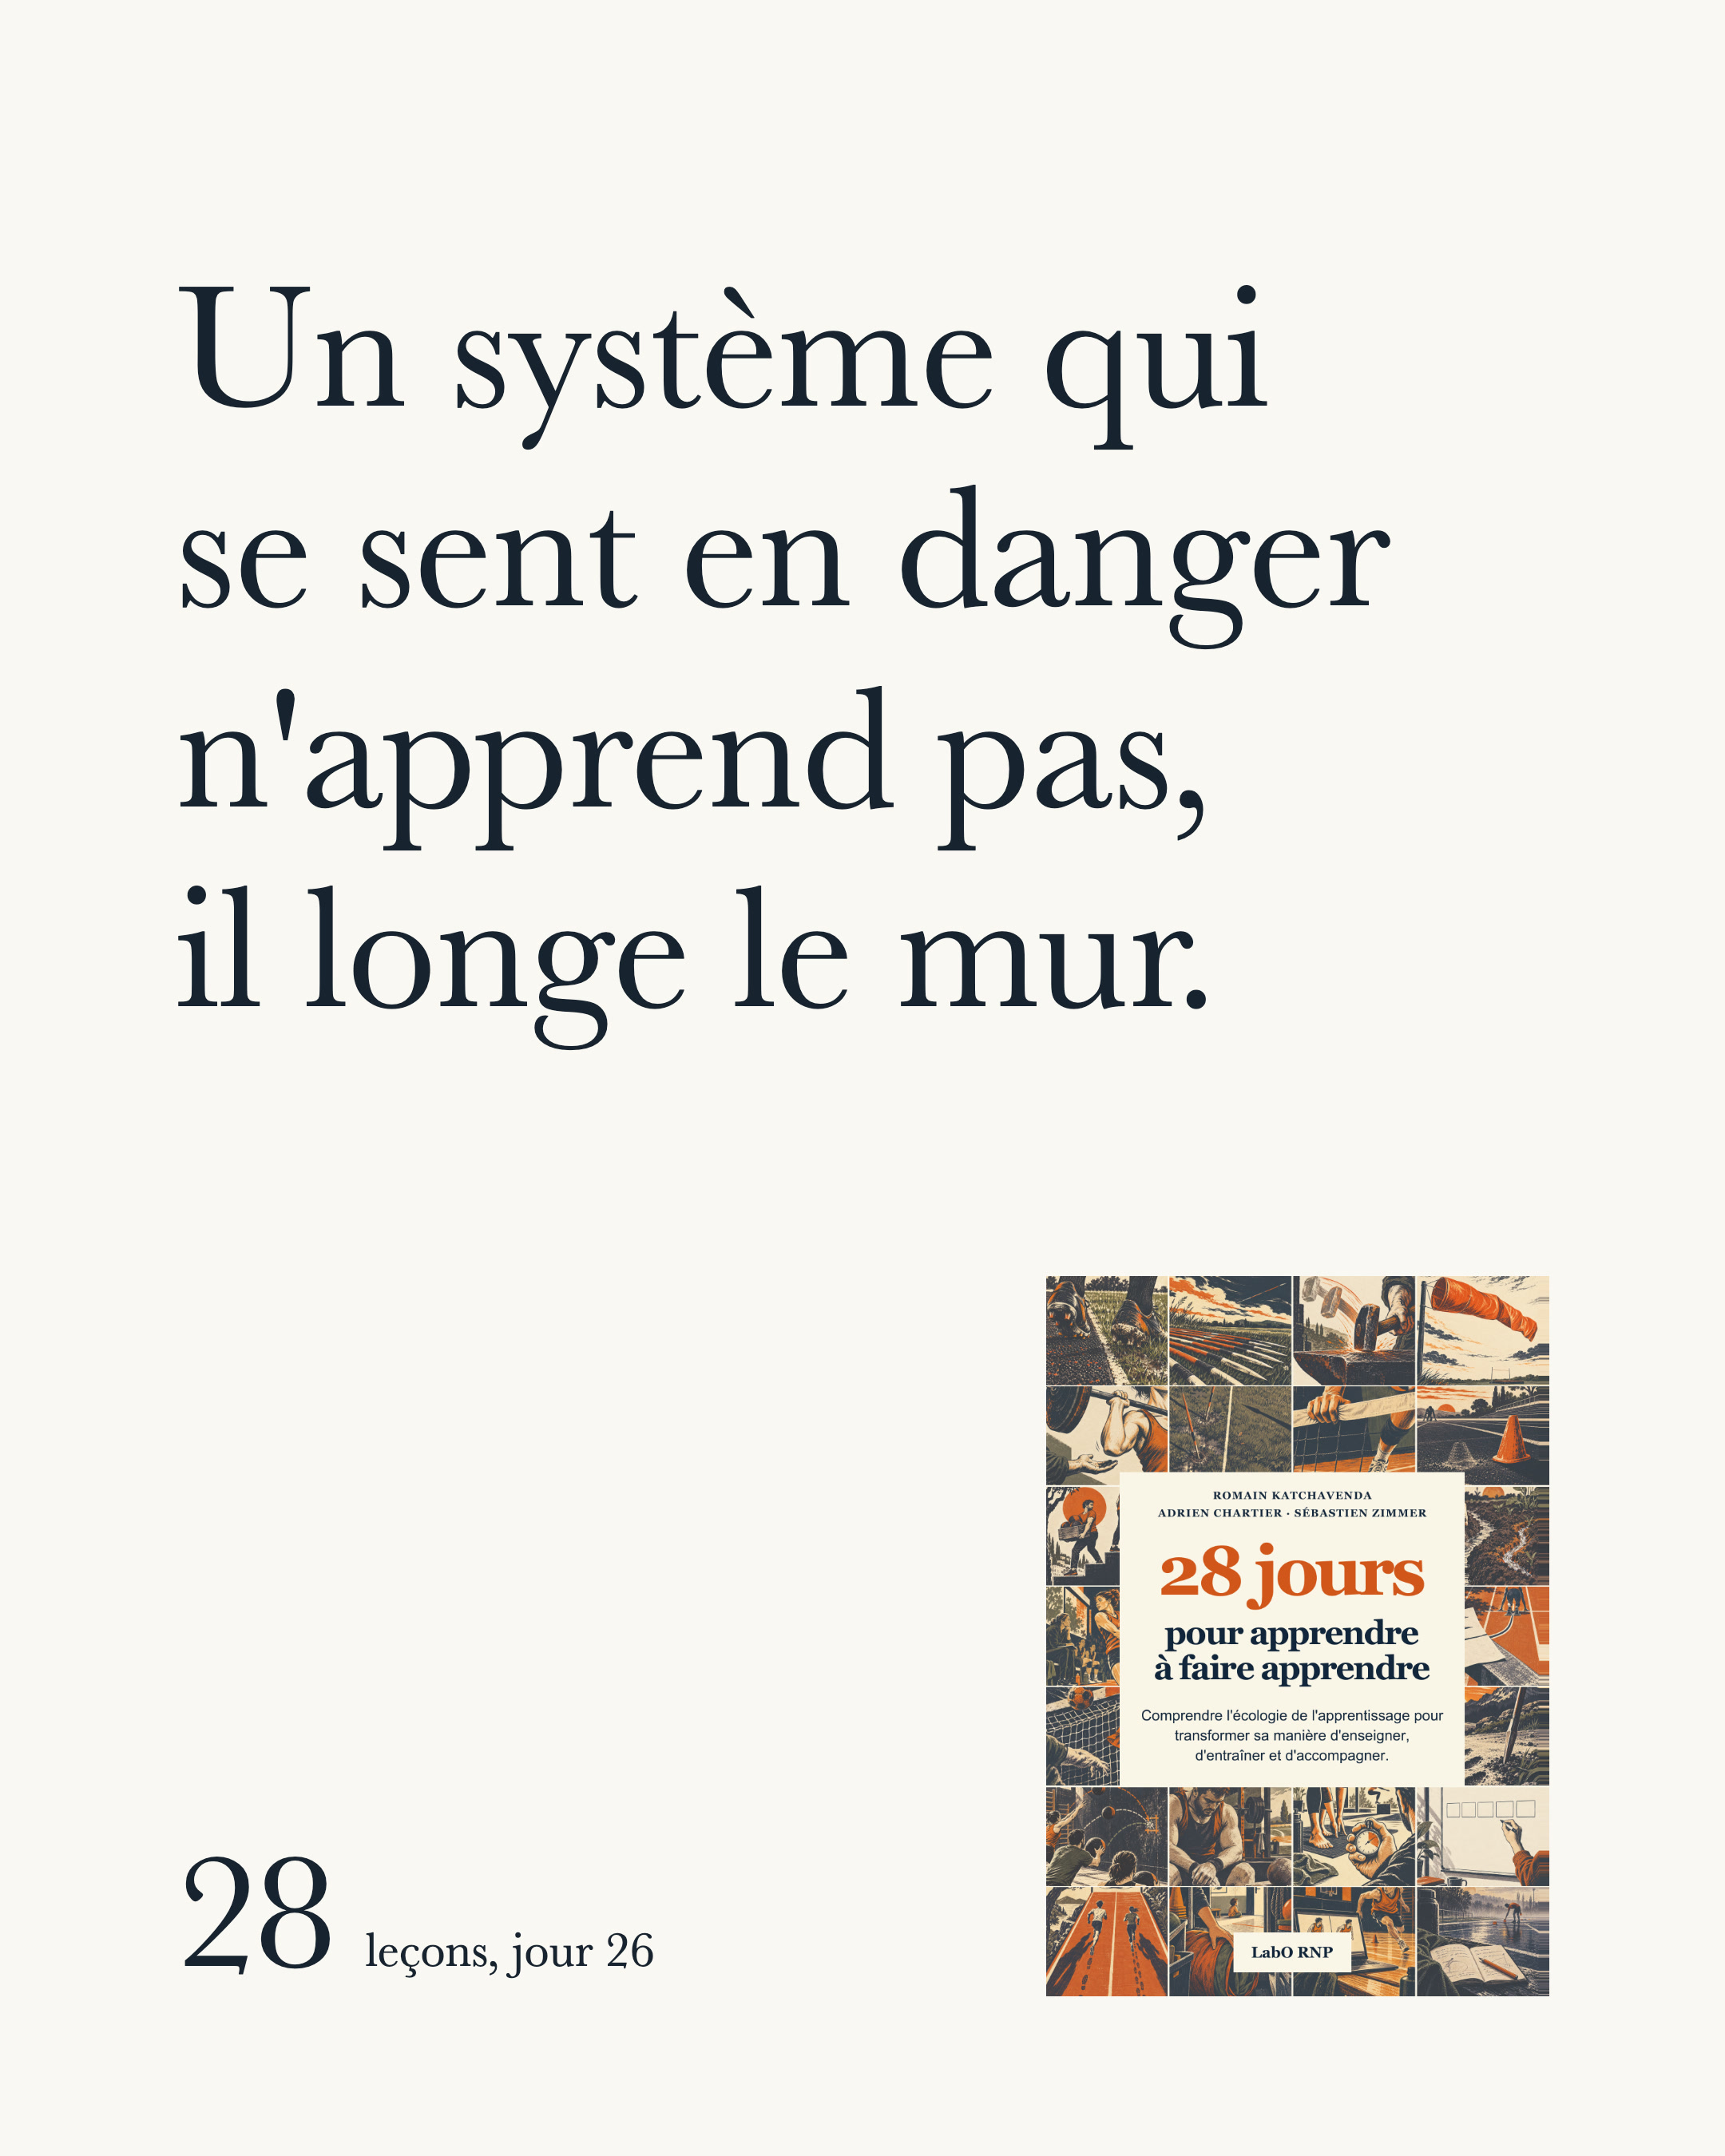 Un système qui
se sent en danger
n'apprend pas,
il longe le mur.
ROMAIN KATCHAVENDA
ADRIEN CHARTIER · SÉBASTIEN ZIMMER
28 jours
pour apprendre
à faire apprendre
Comprendre l'écologie de l'apprentissage pour
transformer sa manière d'enseigner,
d'entraîner et d'accompagner.
LabO RNP
28 leçons, jour 26